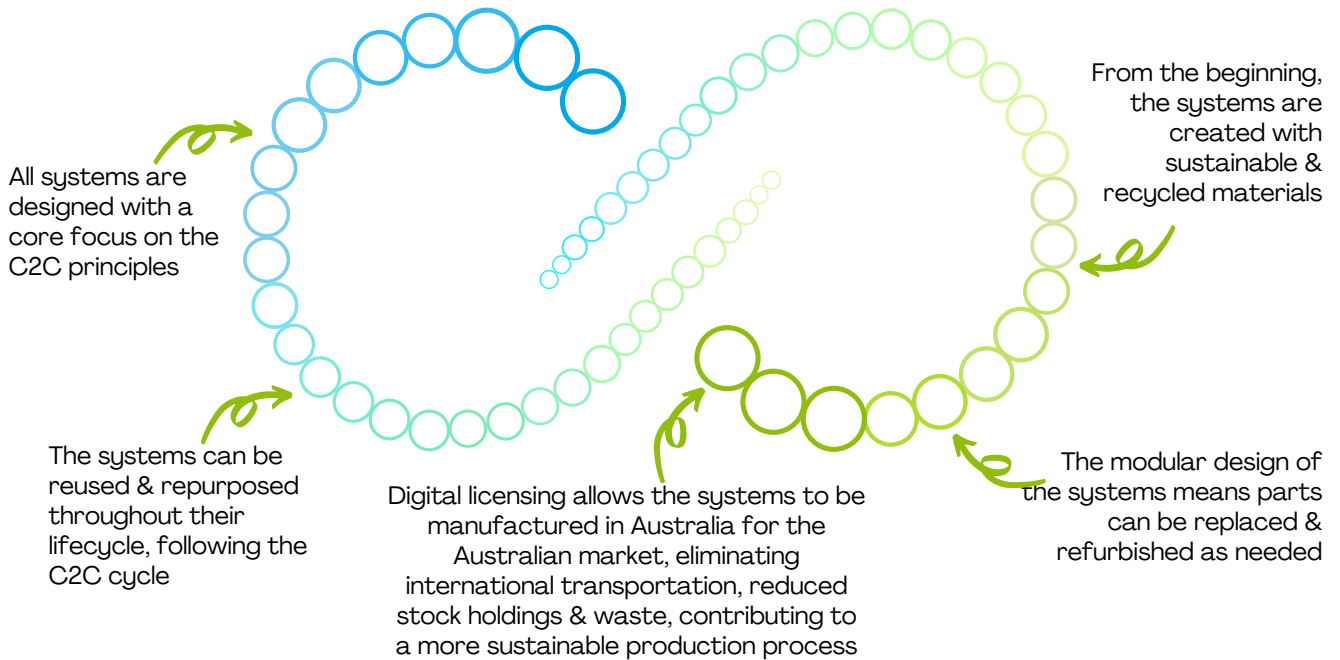 From the beginning,
the systems are
created with
sustainable &
recycled materials
All systems are
designed with a
core focus on the
C2C principles
The systems can be
reused & repurposed
throughout their
lifecycle, following the
C2C cycle
Digital licensing allows the systems to be
manufactured in Australia for the
Australian market, eliminating
international transportation, reduced
stock holdings & waste, contributing to
a more sustainable production process
The modular design of
the systems means parts
can be replaced &
refurbished as needed